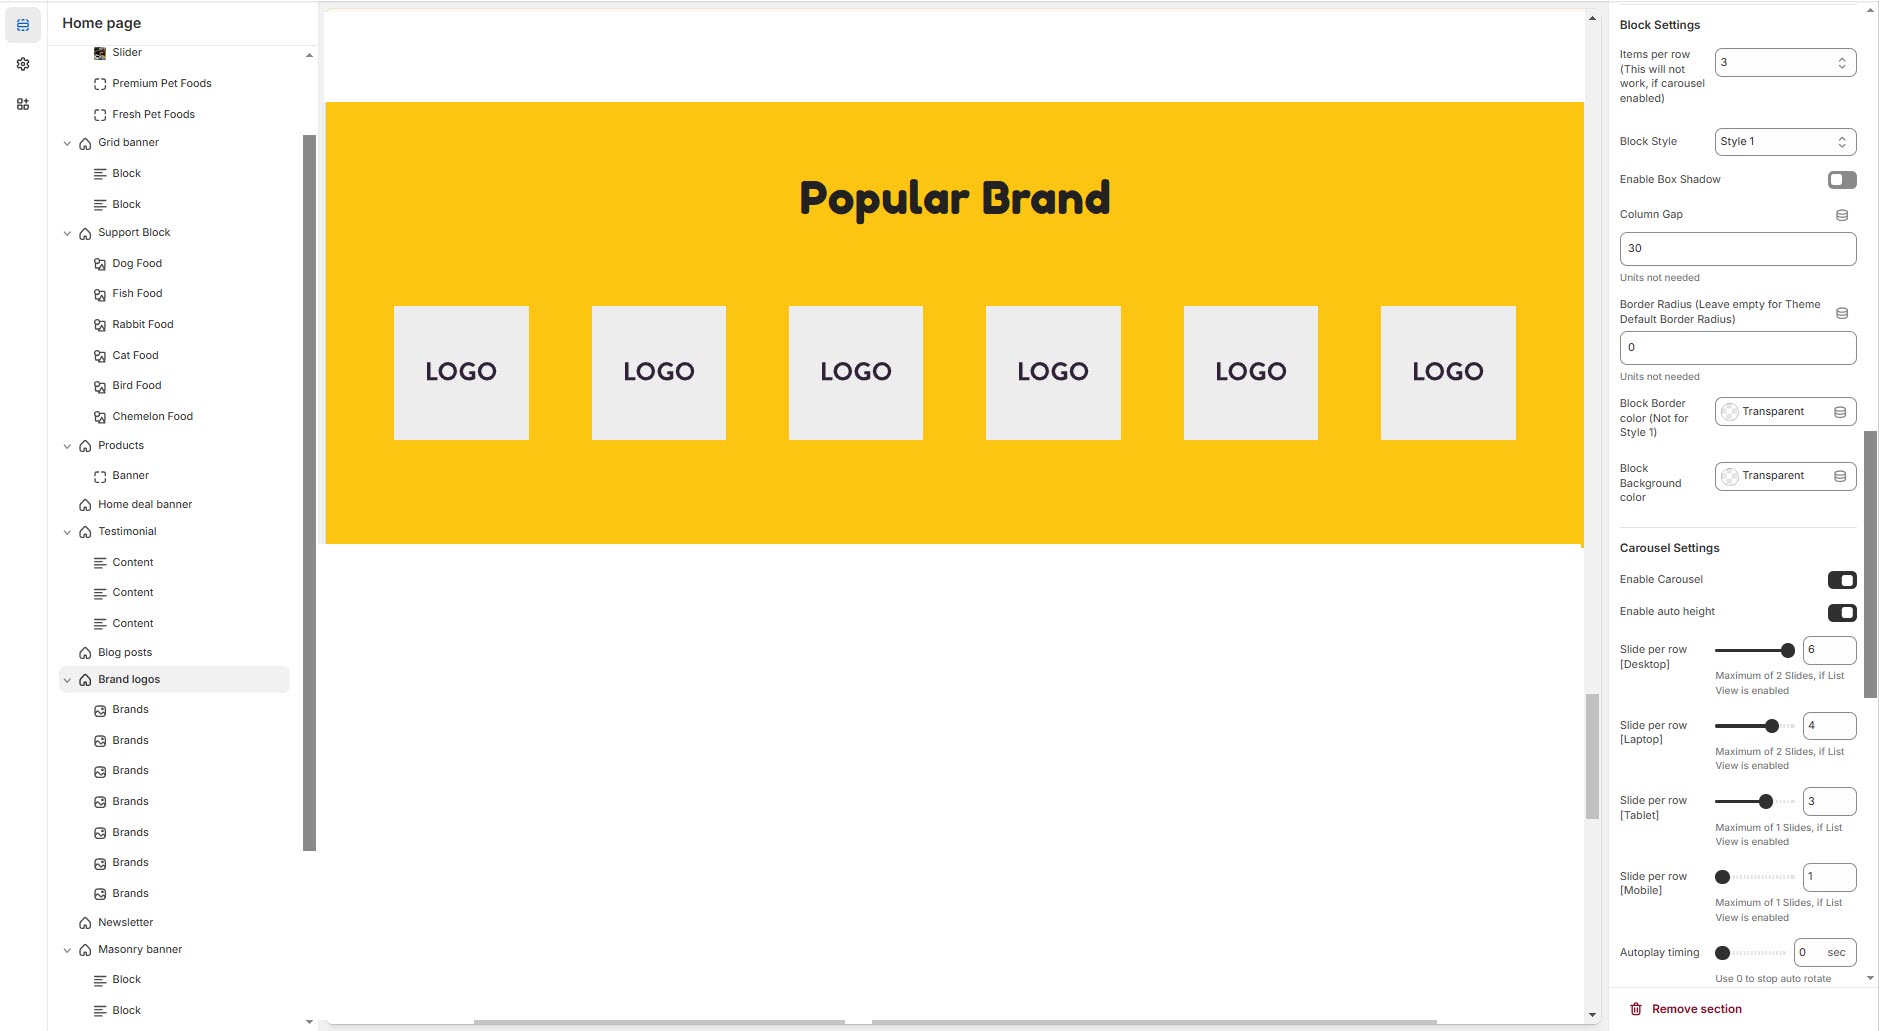 Home page
Slider
Premium Pet Foods
Fresh Pet Foods
Grid banner
Block
Block
Support Block
Dog Food
Fish Food
Rabbit Food
Cat Food
Bird Food
Chemelon Food
Products
Banner
Home deal banner
Testimonial
Content
Content
Content
Blog posts
Brand logos
Brands
Brands
Brands
Brands
Brands
Brands
Brands
Newsletter
Masonry banner
Block
Block
Popular Brand
LOGO LOGO LOGO LOGO LOGO LOGO
Block Settings
Items per row
(This will not
work, if carousel
enabled)
3
Block Style
Style 1
Enable Box Shadow
Column Gap
30
Units not needed
Border Radius (Leave empty for Theme
Default Border Radius)
0
Units not needed
Block Border
color (Not for
Style 1)
Transparent
Block
Background
color
Transparent
Carousel Settings
Enable Carousel
Enable auto height
Slide per row
[Desktop]
6
Maximum of 2 Slides, if List
View is enabled
Slide per row
[Laptop]
4
Maximum of 2 Slides, if List
View is enabled
Slide per row
[Tablet]
3
Maximum of 1 Slides, if List
View is enabled
Slide per row
[Mobile]
1
Maximum of 1 Slides, if List
View is enabled
Autoplay timing
0 sec
Use 0 to stop auto rotate
Remove section